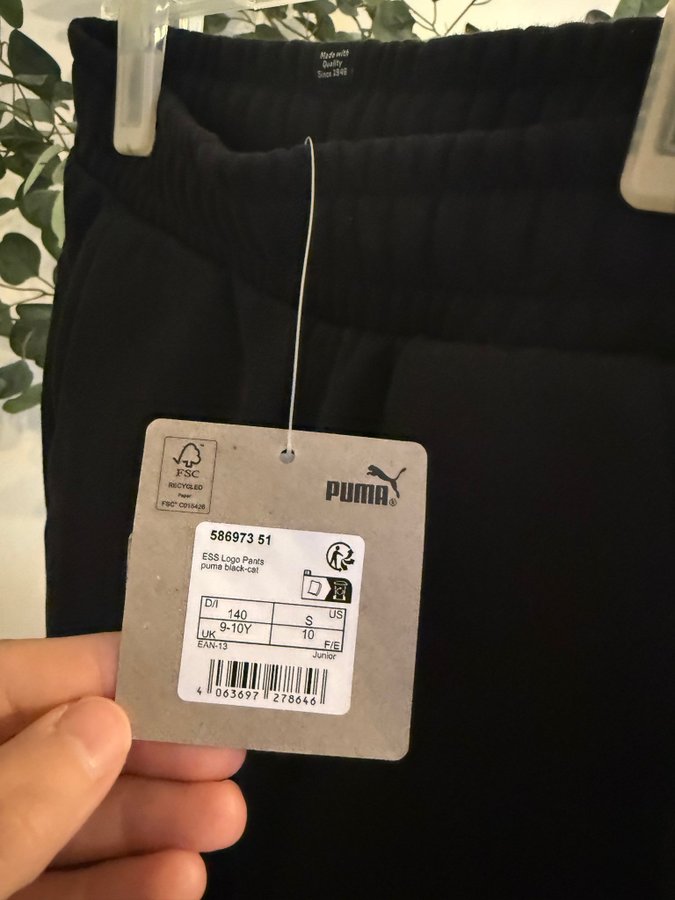 Made with
Quality
Since 1948
FSC
RECYCLED
Paper
FSC® C015426
PUMA®
586973 51
ESS Logo Pants
puma black-cat
D/I 140 S US
UK 9-10Y 10 F/E
EAN-13 Junior
4 063697 278646